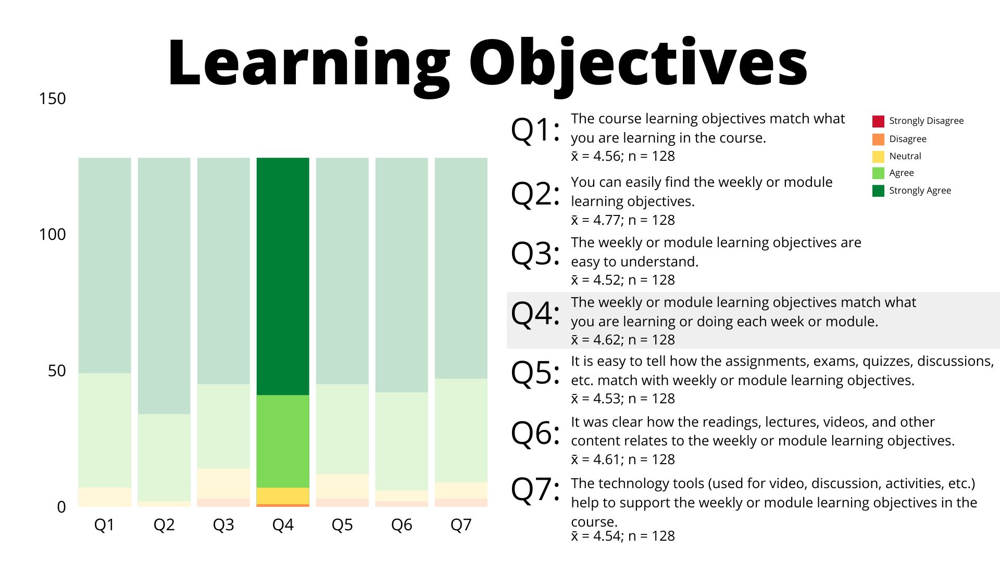 Learning Objectives
150
100
50
0
Q1
Q2
Q3
Q4
Q5
Q6
Q7
Q1:
The course learning objectives match what
you are learning in the course.
x̄ = 4.56; n = 128
Q2:
You can easily find the weekly or module
learning objectives.
x̄ = 4.77; n = 128
Q3:
The weekly or module learning objectives are
easy to understand.
x̄ = 4.52; n = 128
Q4:
The weekly or module learning objectives match what
you are learning or doing each week or module.
x̄ = 4.62; n = 128
Q5:
It is easy to tell how the assignments, exams, quizzes, discussions,
etc. match with weekly or module learning objectives.
x̄ = 4.53; n = 128
Q6:
It was clear how the readings, lectures, videos, and other
content relates to the weekly or module learning objectives.
x̄ = 4.61; n = 128
Q7:
The technology tools (used for video, discussion, activities, etc.)
help to support the weekly or module learning objectives in the
course.
x̄ = 4.54; n = 128
Strongly Disagree
Disagree
Neutral
Agree
Strongly Agree